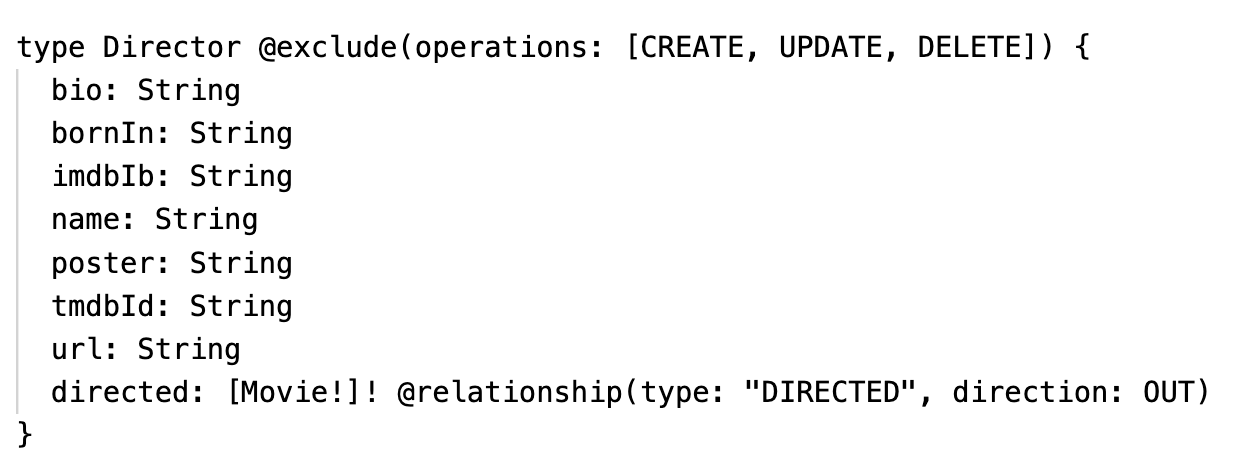 type Director @exclude(operations: [CREATE, UPDATE, DELETE]) {
bio: String
bornIn: String
imdbIb: String
name: String
poster: String
tmdbId: String
url: String
directed: [Movie!]! @relationship(type: "DIRECTED", direction: OUT)
}